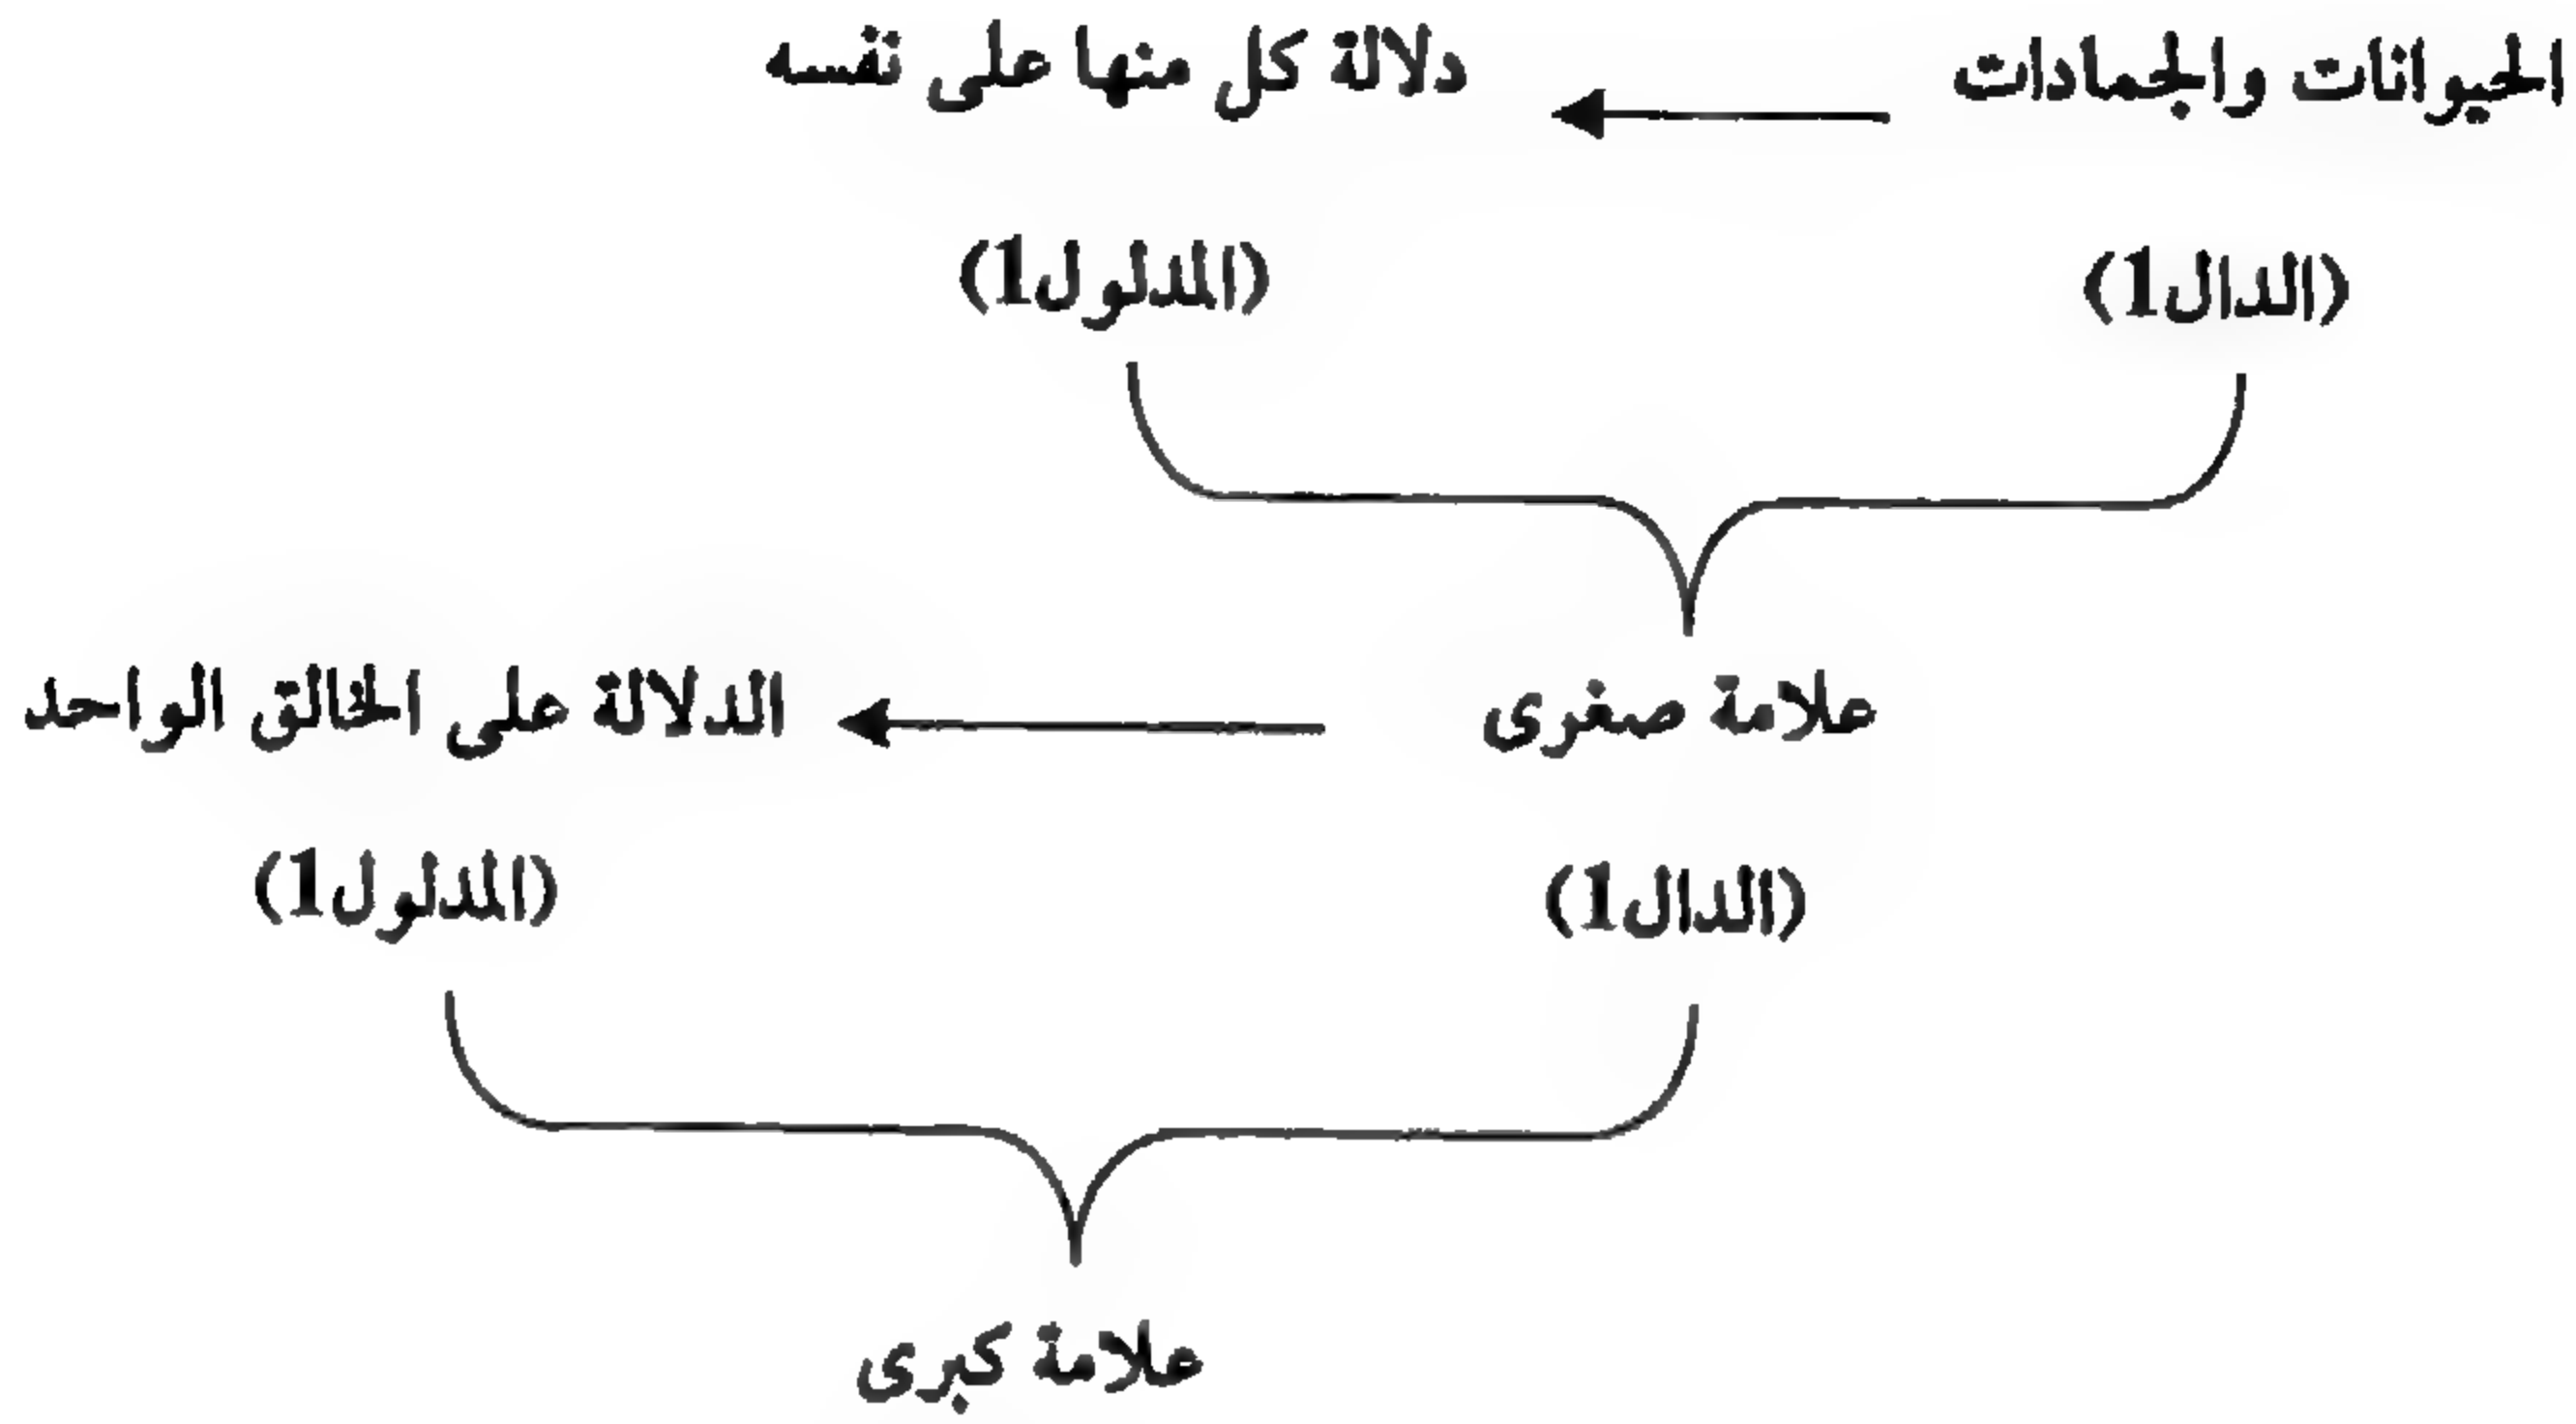 الحيوانات والجمادات دلالة كل منها على نفسه
(الدال1) (المدلول1)
علامة صغرى الدلالة على الخالق الواحد
(الدال1) (المدلول1)
علامة كبرى